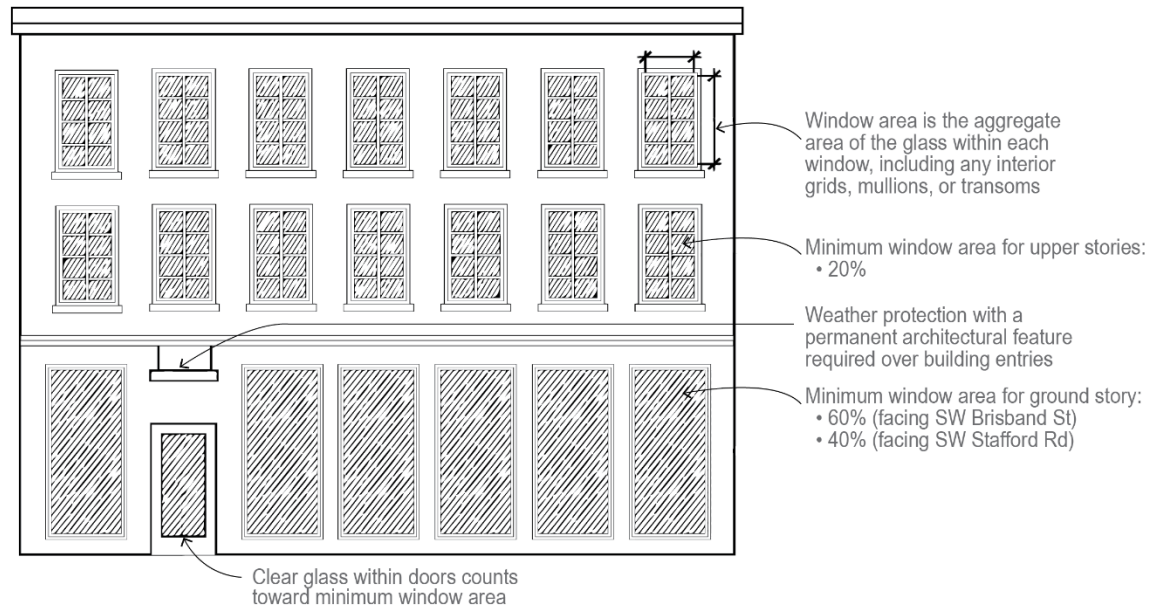 Window area is the aggregate
area of the glass within each
window, including any interior
grids, mullions, or transoms
Minimum window area for upper stories:
• 20%
Weather protection with a
permanent architectural feature
required over building entries
Minimum window area for ground story:
• 60% (facing SW Brisband St)
• 40% (facing SW Stafford Rd)
Clear glass within doors counts
toward minimum window area